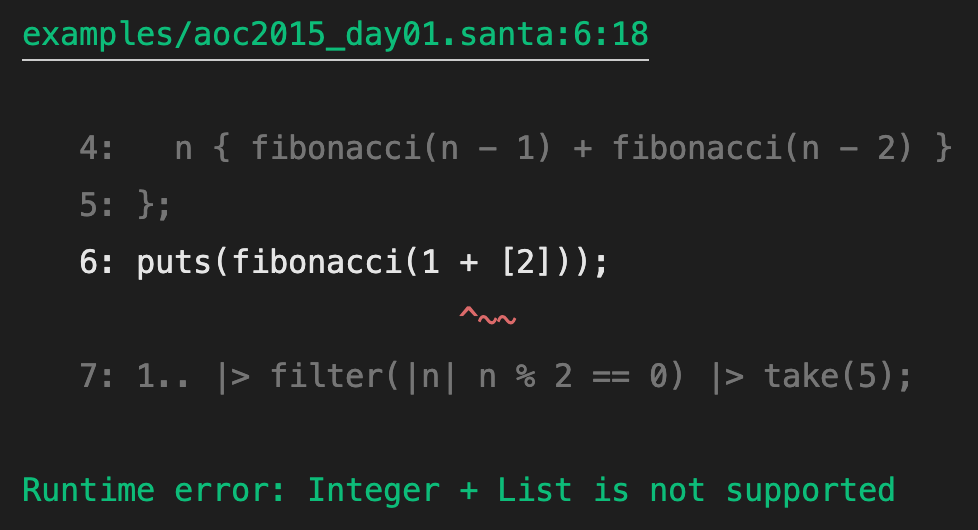 examples/aoc2015_day01.santa:6:18
4:   n { fibonacci(n - 1) + fibonacci(n - 2) }
5: };
6: puts(fibonacci(1 + [2]));
^~~
7: 1.. |> filter(|n| n % 2 == 0) |> take(5);
Runtime error: Integer + List is not supported